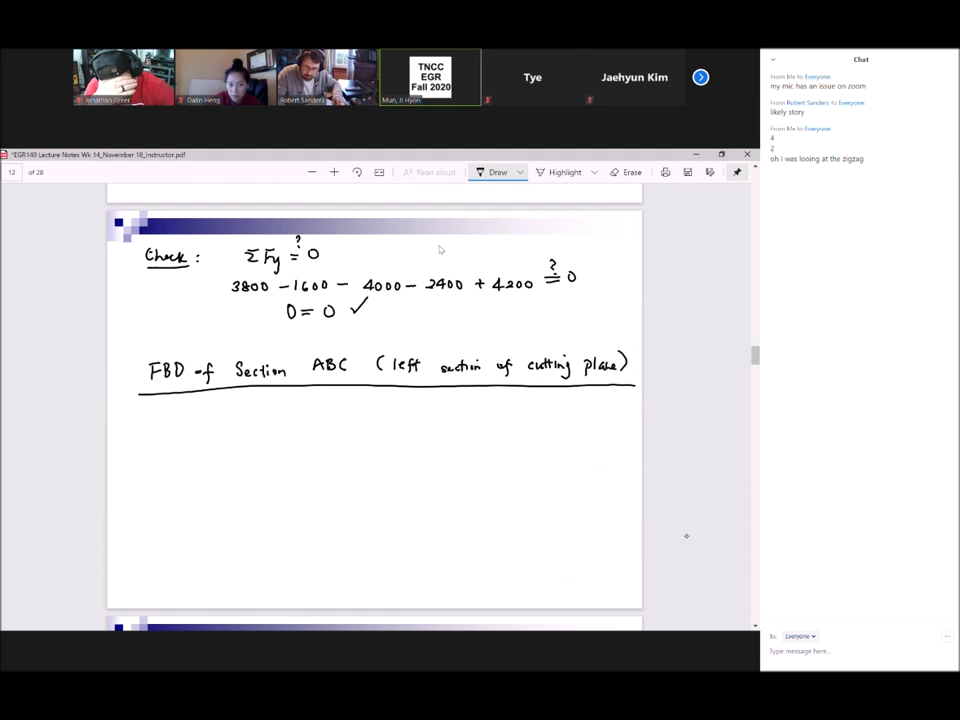 TNCC
EGR
Fall 2020
Tye
Jaehyun Kim
Jonathan Greer
Dalin Heng
Robert Sanders
Mun, Ji Hyon
*EGR140 Lecture Notes Wk 14_November 18_Instructor.pdf
12 of 28
Read aloud
Draw
Highlight
Erase
Check : ΣFy ≟ 0
3800 - 1600 - 4000 - 2400 + 4200 ≟ 0
0 = 0 ✓
FBD of Section ABC (left section of cutting plane)
Chat
From Me to Everyone:
my mic has an issue on zoom
From Robert Sanders to Everyone:
likely story
From Me to Everyone:
4
2
oh I was looing at the zigzag
To: Everyone
Type message here...